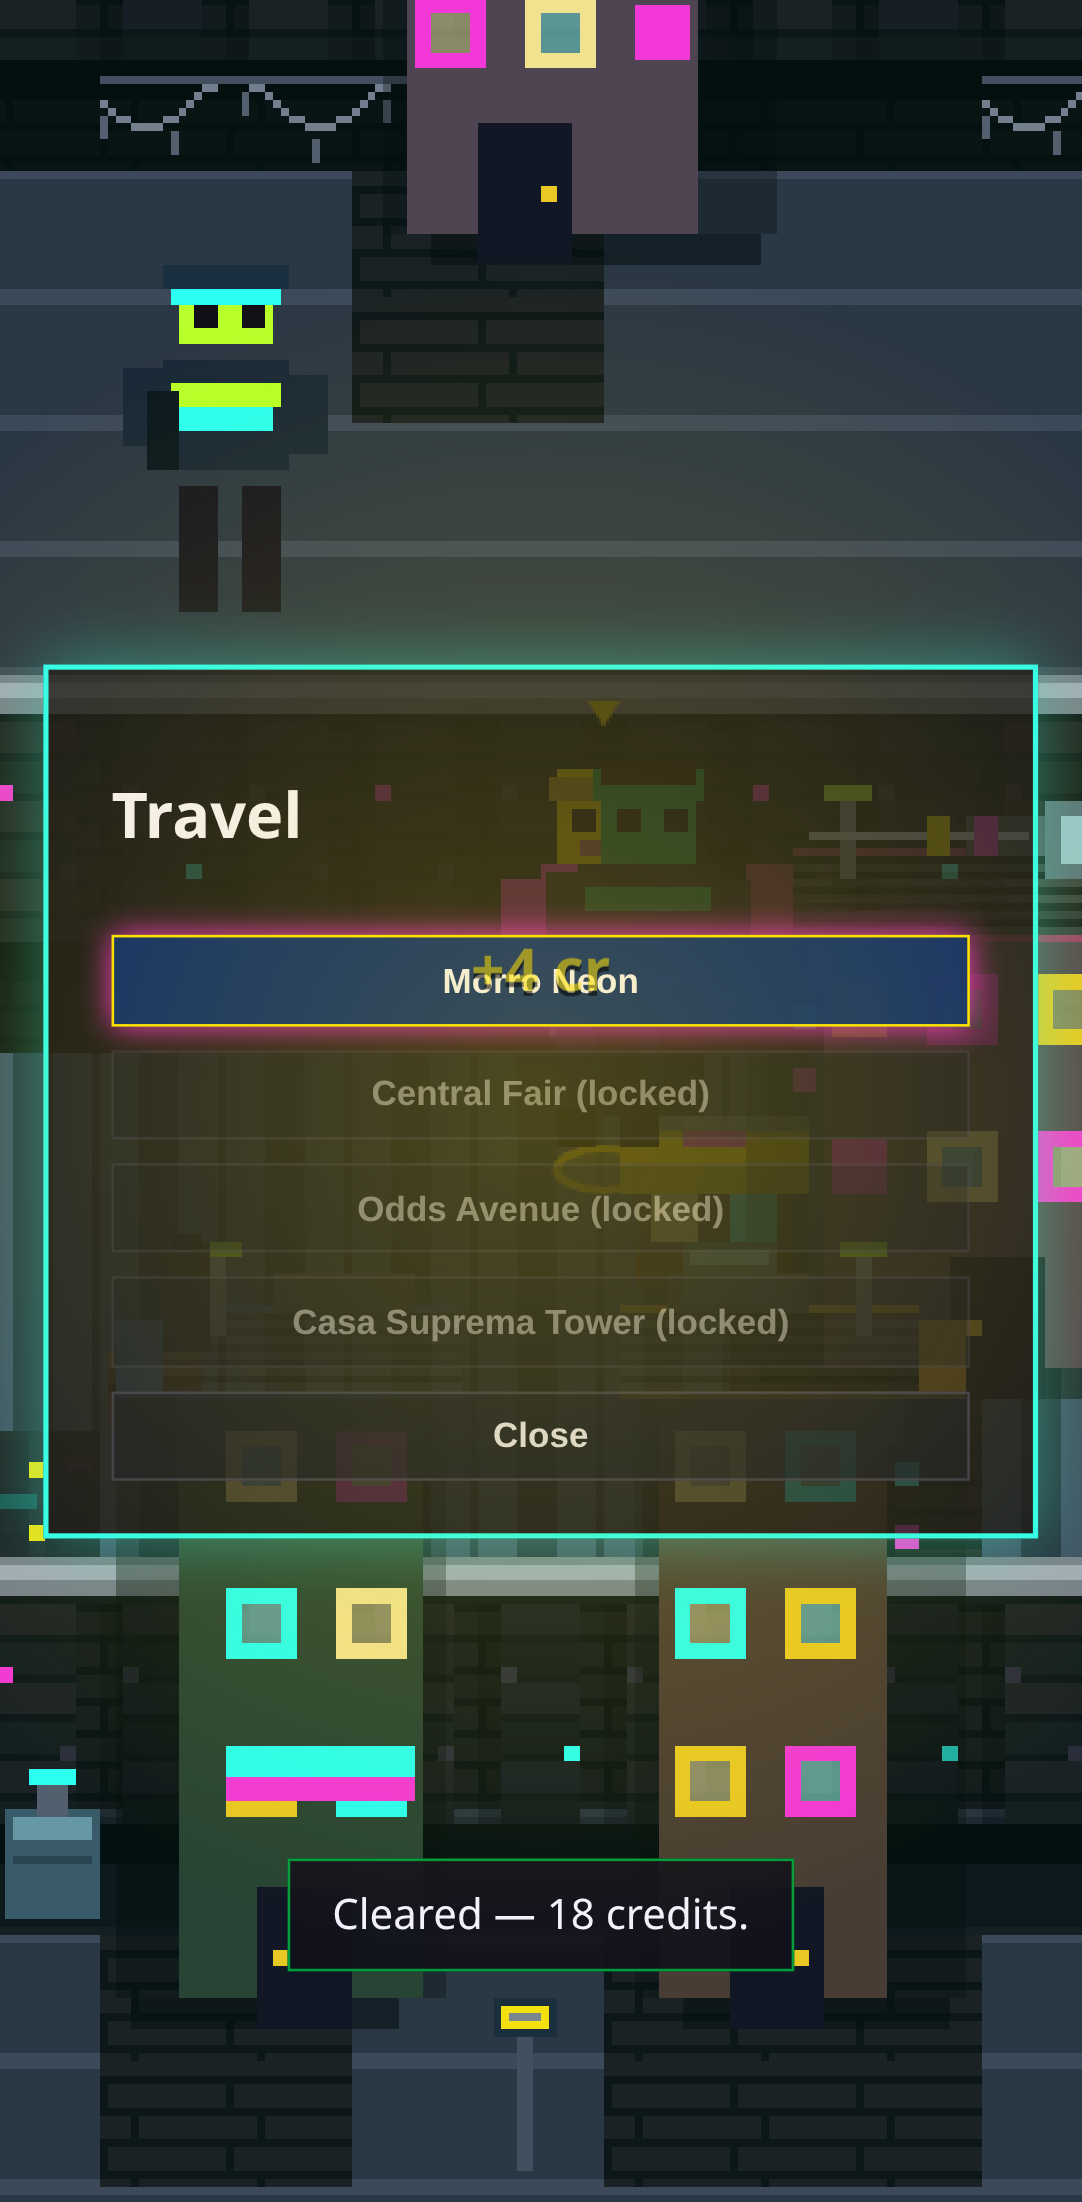 Travel
+4 cr
Morro Neon
Central Fair (locked)
Odds Avenue (locked)
Casa Suprema Tower (locked)
Close
Cleared — 18 credits.